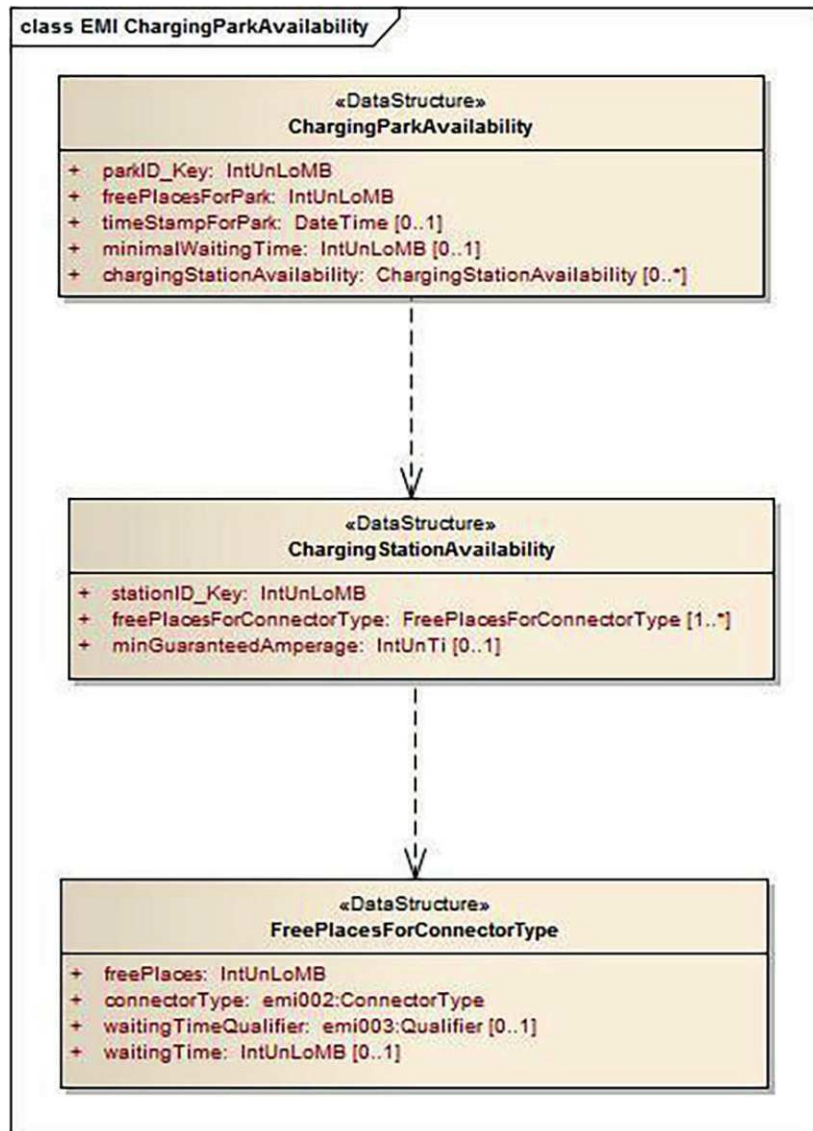 class EMI ChargingParkAvailability
«DataStructure»
ChargingParkAvailability
+ parkID_Key: IntUnLoMB
+ freePlacesForPark: IntUnLoMB
+ timeStampForPark: DateTime [0..1]
+ minimalWaitingTime: IntUnLoMB [0..1]
+ chargingStationAvailability: ChargingStationAvailability [0..*]
«DataStructure»
ChargingStationAvailability
+ stationID_Key: IntUnLoMB
+ freePlacesForConnectorType: FreePlacesForConnectorType [1..*]
+ minGuaranteedAmperage: IntUnTi [0..1]
«DataStructure»
FreePlacesForConnectorType
+ freePlaces: IntUnLoMB
+ connectorType: emi002:ConnectorType
+ waitingTimeQualifier: emi003:Qualifier [0..1]
+ waitingTime: IntUnLoMB [0..1]